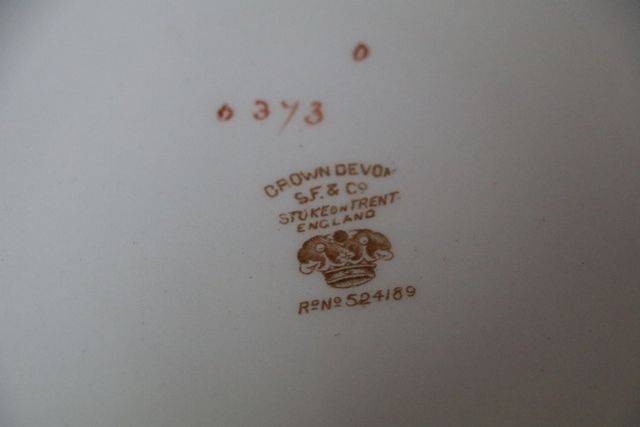 0
0 373
CROWN DEVON
S.F. & Co
STOKE ON TRENT
ENGLAND
RD No 524189